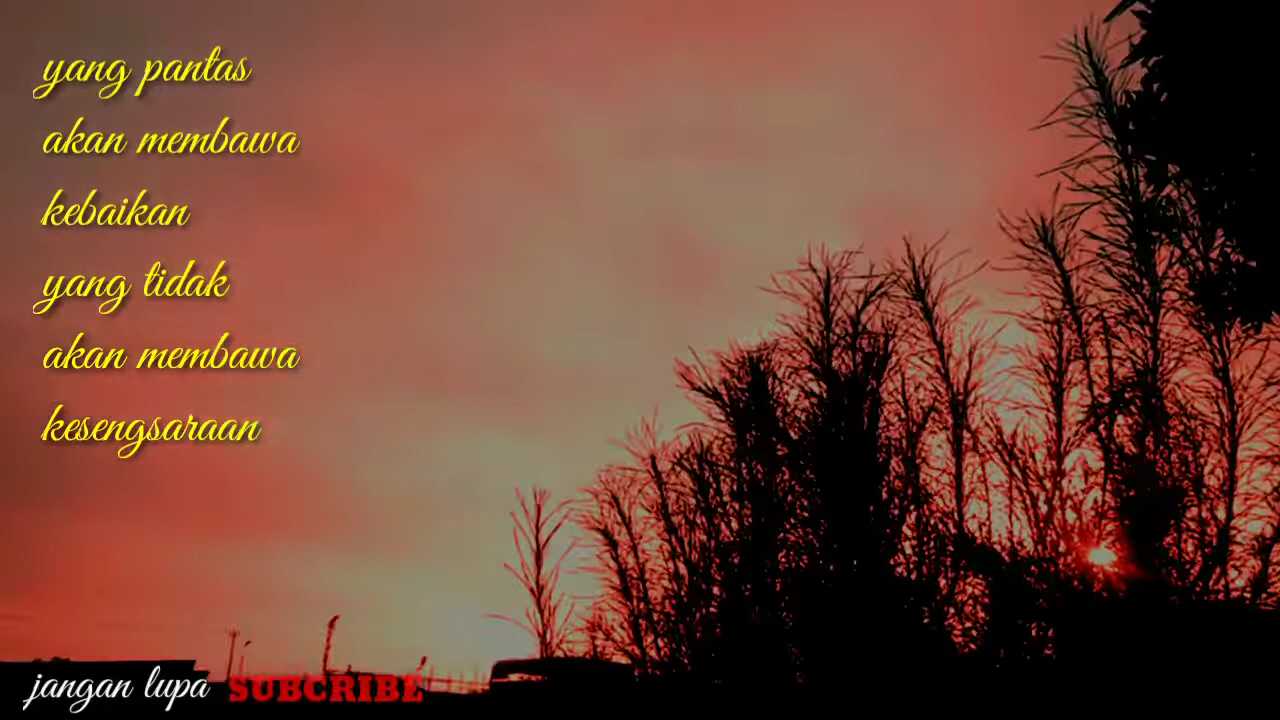 yang pantas
akan membawa
kebaikan
yang tidak
akan membawa
kesengsaraan
jangan lupa SUBCRIBE